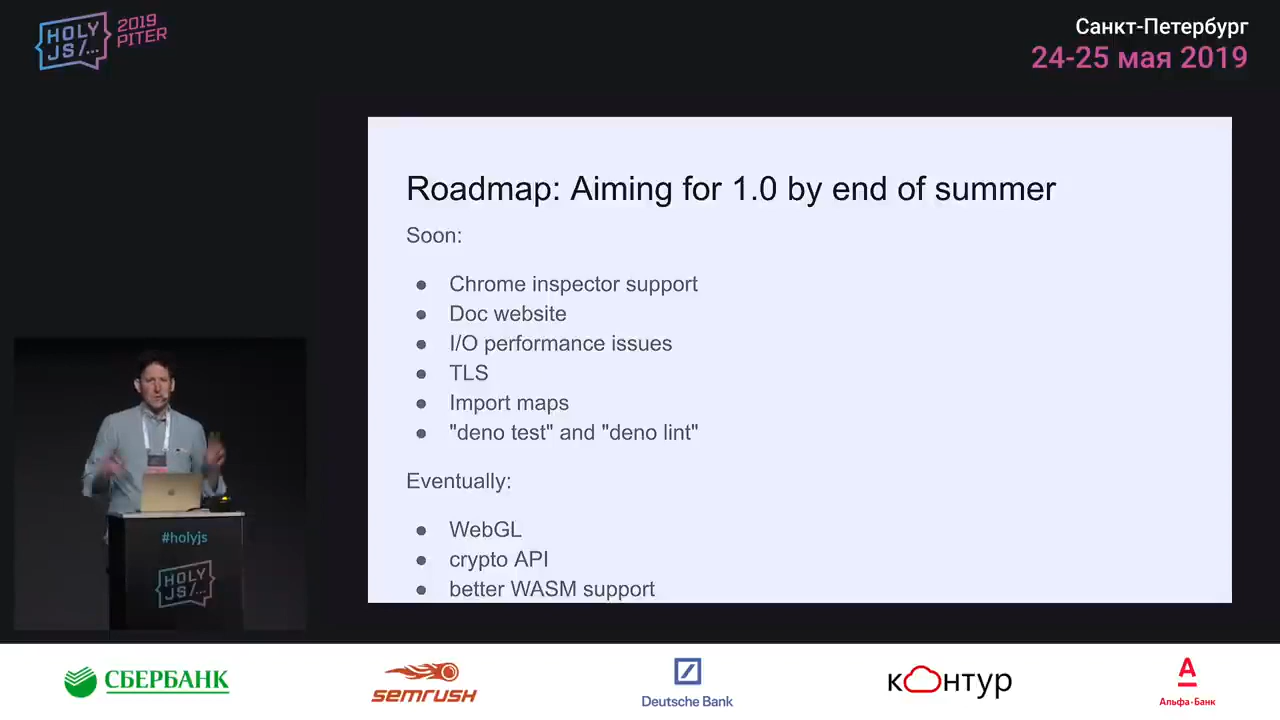 HOLY
JS/...
2019
PITER
Санкт-Петербург
24-25 мая 2019
Roadmap: Aiming for 1.0 by end of summer
Soon:
● Chrome inspector support
● Doc website
● I/O performance issues
● TLS
● Import maps
● "deno test" and "deno lint"
Eventually:
● WebGL
● crypto API
● better WASM support
#holyjs
HOLY
JS/...
СБЕРБАНК
semrush
Deutsche Bank
контур
А
Альфа·Банк